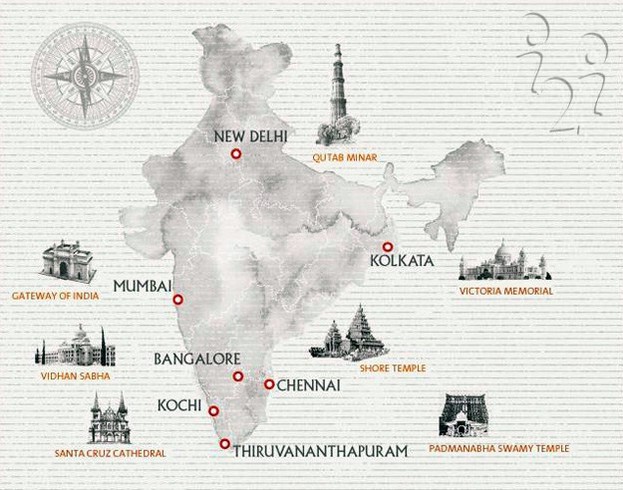 NEW DELHI
QUTAB MINAR
KOLKATA
GATEWAY OF INDIA
MUMBAI
VICTORIA MEMORIAL
BANGALORE
VIDHAN SABHA
SHORE TEMPLE
CHENNAI
KOCHI
SANTA CRUZ CATHEDRAL
THIRUVANANTHAPURAM
PADMANABHA SWAMY TEMPLE